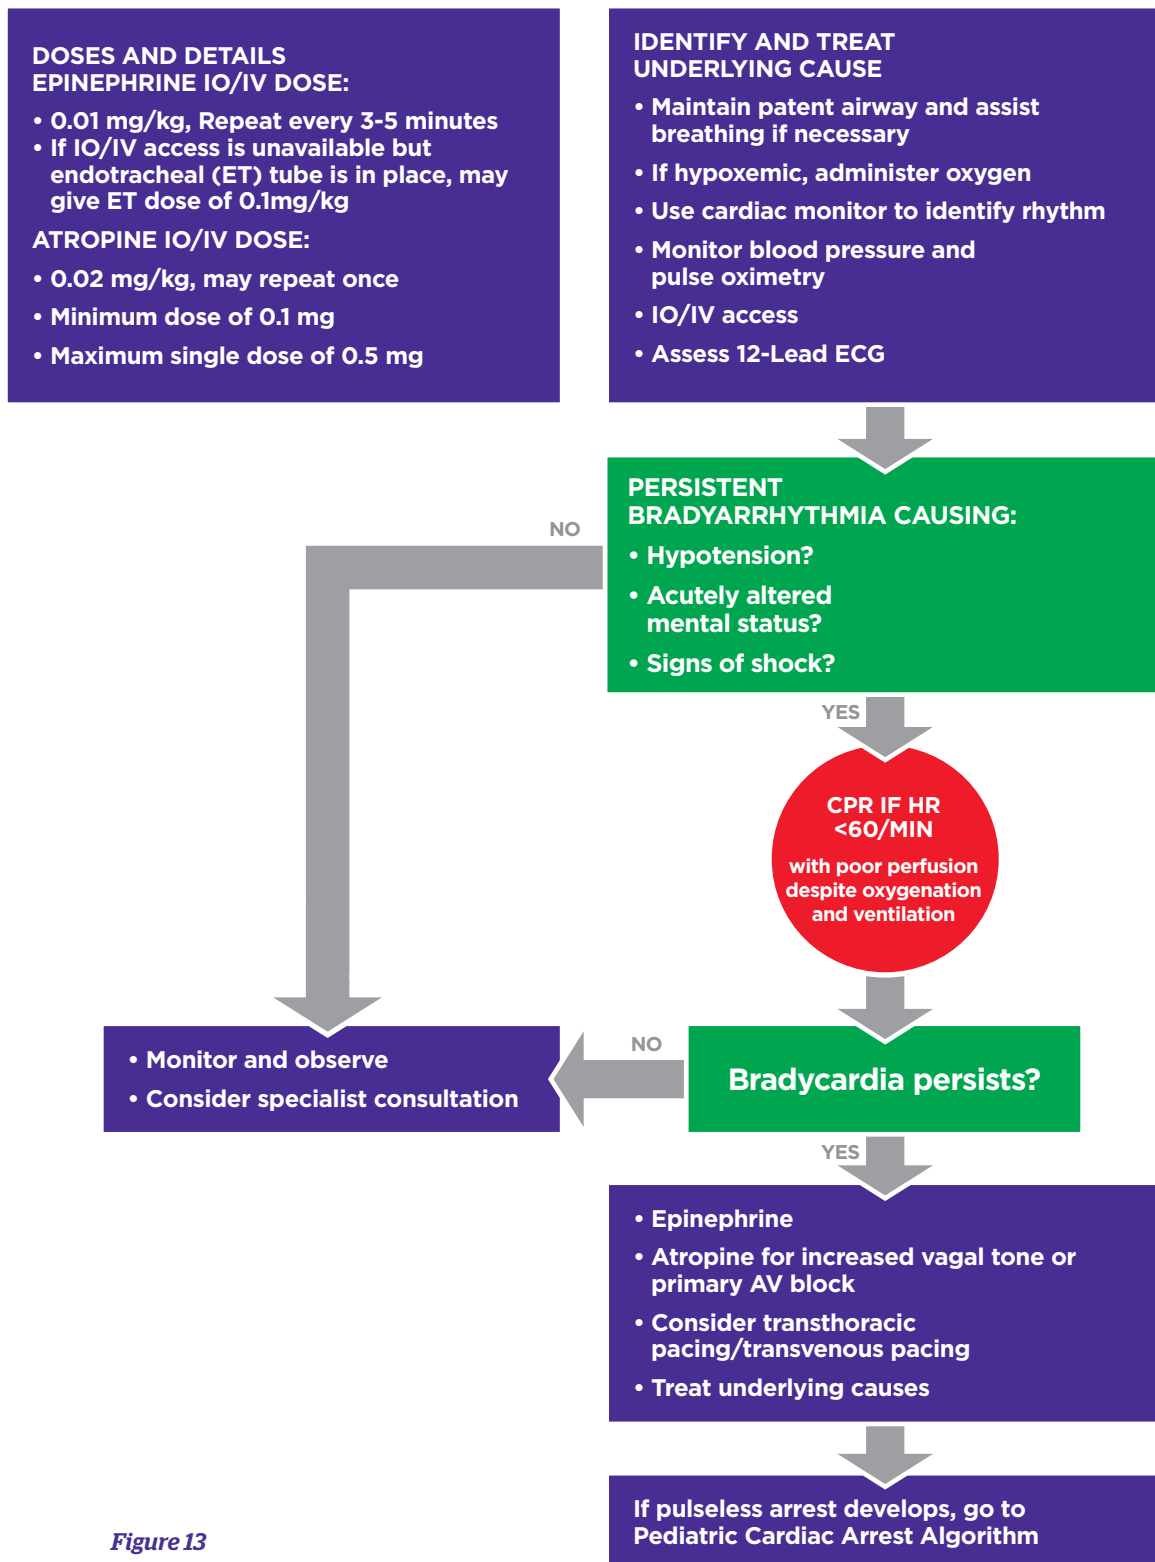 DOSES AND DETAILS
EPINEPHRINE IO/IV DOSE:
• 0.01 mg/kg, Repeat every 3-5 minutes
• If IO/IV access is unavailable but
endotracheal (ET) tube is in place, may
give ET dose of 0.1mg/kg
ATROPINE IO/IV DOSE:
• 0.02 mg/kg, may repeat once
• Minimum dose of 0.1 mg
• Maximum single dose of 0.5 mg
IDENTIFY AND TREAT
UNDERLYING CAUSE
• Maintain patent airway and assist
breathing if necessary
• If hypoxemic, administer oxygen
• Use cardiac monitor to identify rhythm
• Monitor blood pressure and
pulse oximetry
• IO/IV access
• Assess 12-Lead ECG
PERSISTENT
BRADYARRHYTHMIA CAUSING:
• Hypotension?
• Acutely altered
mental status?
• Signs of shock?
NO
YES
CPR IF HR
<60/MIN
with poor perfusion
despite oxygenation
and ventilation
Bradycardia persists?
NO
• Monitor and observe
• Consider specialist consultation
YES
• Epinephrine
• Atropine for increased vagal tone or
primary AV block
• Consider transthoracic
pacing/transvenous pacing
• Treat underlying causes
If pulseless arrest develops, go to
Pediatric Cardiac Arrest Algorithm
Figure 13